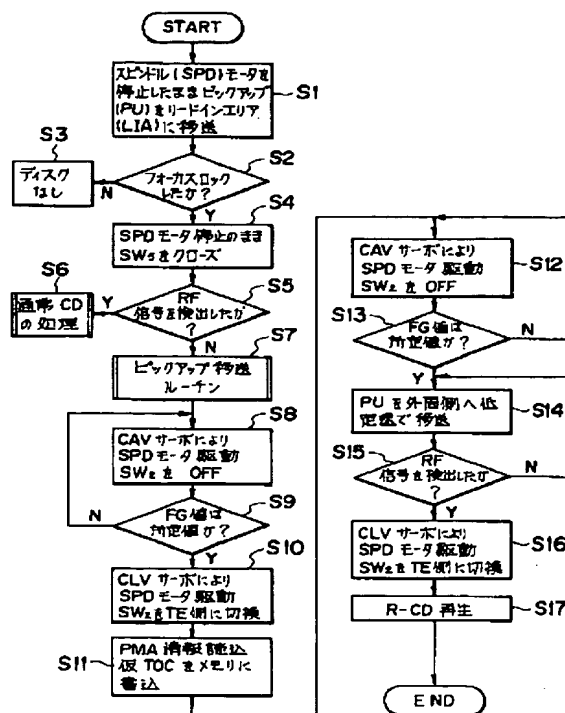 START
スピンドル(SPD)モータを
停止したままピックアップ
(PU)をリードインエリア
(LIA)に移送
S1
S2
フォーカスロック
したか?
N
Y
S3
ディスク
なし
S4
SPDモータ停止のまま
SW₅をクローズ
S5
RF
信号を検出したか
?
Y
N
S6
通常CD
の処理
S7
ピックアップ移送
ルーチン
S8
CAVサーボにより
SPDモータ駆動
SW₂をOFF
S9
FG値は
所定値か?
N
Y
S10
CLVサーボにより
SPDモータ駆動
SW₂をTE側に切換
S11
PMA情報読込
仮TOCをメモリに
書込
S12
CAVサーボにより
SPDモータ駆動
SW₂をOFF
S13
FG値は
所定値か?
N
Y
S14
PUを外周側へ低
定速で移送
S15
RF
信号を検出したか
?
N
Y
S16
CLVサーボにより
SPDモータ駆動
SW₂をTE側に切換
S17
R-CD再生
END